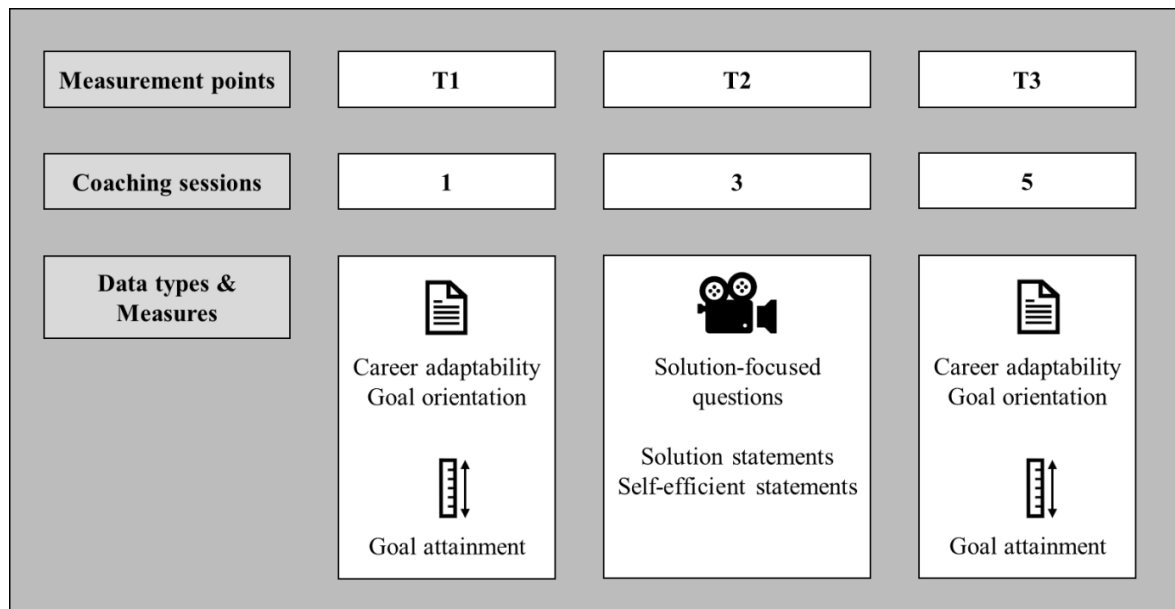 Measurement points
T1
T2
T3
Coaching sessions
1
3
5
Data types &
Measures
Career adaptability
Goal orientation
Goal attainment
Solution-focused
questions
Solution statements
Self-efficient statements
Career adaptability
Goal orientation
Goal attainment